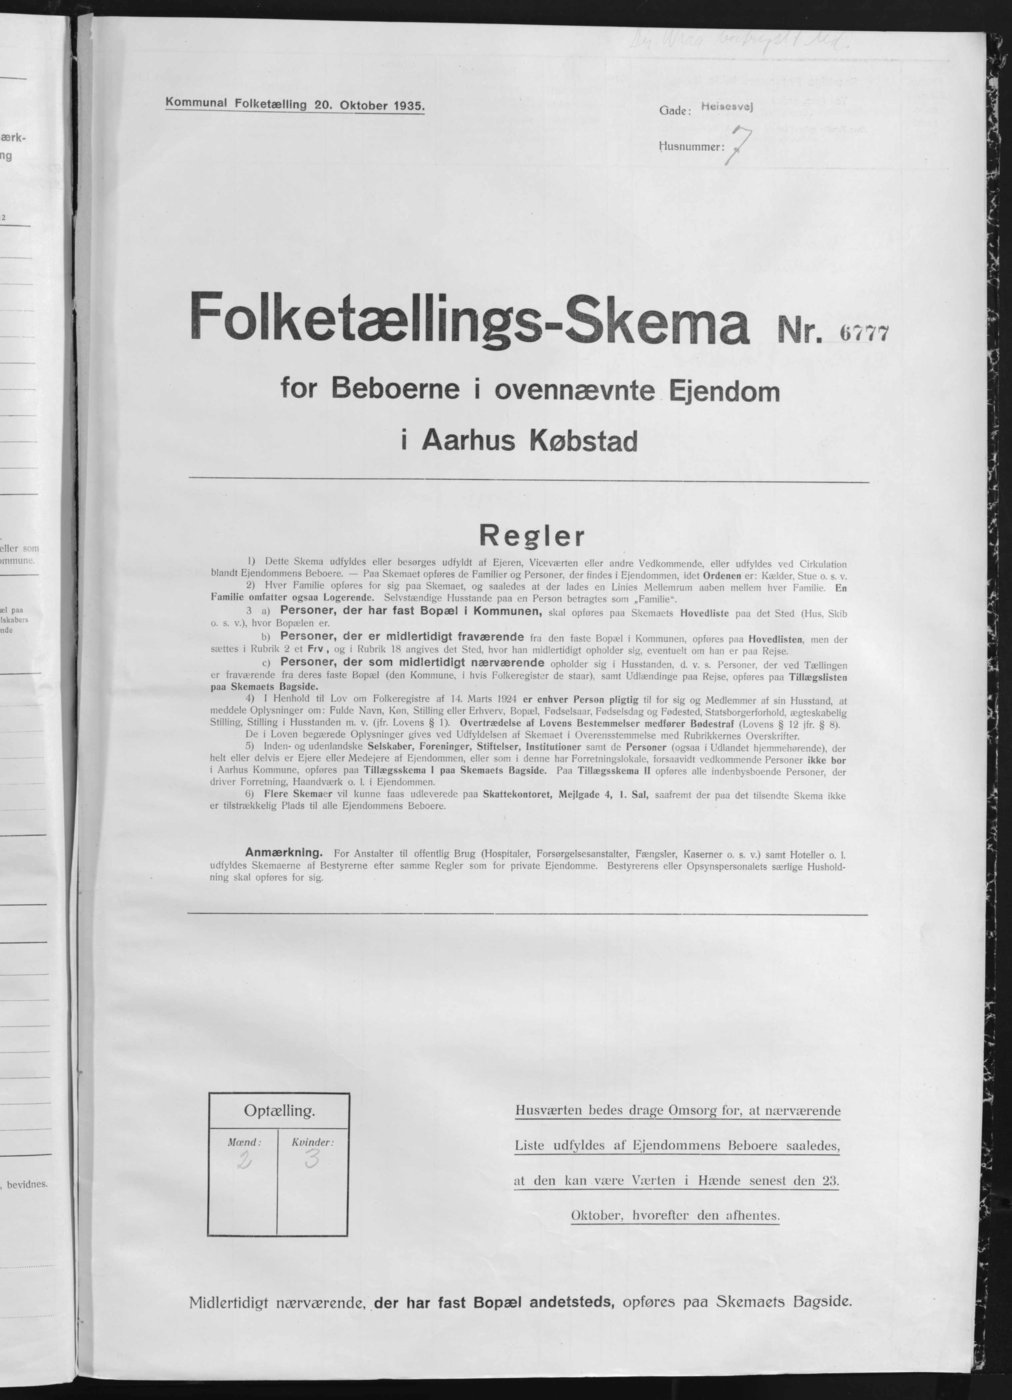 Kommunal Folketælling 20. Oktober 1935.
Gade: Heisesvej
Husnummer: 7
Folketællings-Skema Nr. 6777
for Beboerne i ovennævnte Ejendom
i Aarhus Købstad
Regler
1) Dette Skema udfyldes eller besørges udfyldt af Ejeren, Viceværten eller andre Vedkommende, eller udfyldes ved Cirkulation
blandt Ejendommens Beboere. — Paa Skemaet opføres de Familier og Personer, der findes i Ejendommen, idet Ordenen er: Kælder, Stue o. s. v.
2) Hver Familie opføres for sig paa Skemaet, og saaledes at der lades en Linies Mellemrum aaben mellem hver Familie. En
Familie omfatter ogsaa Logerende. Selvstændige Husstande paa en Person betragtes som „Familie".
3 a) Personer, der har fast Bopæl i Kommunen, skal opføres paa Skemaets Hovedliste paa det Sted (Hus, Skib
o. s. v.), hvor Bopælen er.
b) Personer, der er midlertidigt fraværende fra den faste Bopæl i Kommunen, opføres paa Hovedlisten, men der
sættes i Rubrik 2 et Frv , og i Rubrik 18 angives det Sted, hvor han midlertidigt opholder sig, eventuelt om han er paa Rejse.
c) Personer, der som midlertidigt nærværende opholder sig i Husstanden, d. v. s. Personer, der ved Tællingen
er fraværende fra deres faste Bopæl (den Kommune, i hvis Folkeregister de staar), samt Udlændinge paa Rejse, opføres paa Tillægslisten
paa Skemaets Bagside.
4) I Henhold til Lov om Folkeregistre af 14. Marts 1924 er enhver Person pligtig til for sig og Medlemmer af sin Husstand, at
meddele Oplysninger om: Fulde Navn, Køn, Stilling eller Erhverv, Bopæl, Fødselsaar, Fødselsdag og Fødested, Statsborgerforhold, ægteskabelig
Stilling, Stilling i Husstanden m. v. (jfr. Lovens § 1). Overtrædelse af Lovens Bestemmelser medfører Bødestraf (Lovens § 12 jfr. § 8).
De i Loven begærede Oplysninger gives ved Udfyldelsen af Skemaet i Overensstemmelse med Rubrikkernes Overskrifter.
5) Inden- og udenlandske Selskaber, Foreninger, Stiftelser, Institutioner samt de Personer (ogsaa i Udlandet hjemmehørende), der
helt eller delvis er Ejere eller Medejere af Ejendommen, eller som i denne har Forretningslokale, forsaavidt vedkommende Personer ikke bor
i Aarhus Kommune, opføres paa Tillægsskema I paa Skemaets Bagside. Paa Tillægsskema II opføres alle indenbysboende Personer, der
driver Forretning, Haandværk o. l. i Ejendommen.
6) Flere Skemaer vil kunne faas udleverede paa Skattekontoret, Mejlgade 4, 1. Sal, saafremt der paa det tilsendte Skema ikke
er tilstrækkelig Plads til alle Ejendommens Beboere.
Anmærkning. For Anstalter til offentlig Brug (Hospitaler, Forsørgelsesanstalter, Fængsler, Kaserner o. s. v.) samt Hoteller o. l.
udfyldes Skemaerne af Bestyrerne efter samme Regler som for private Ejendomme. Bestyrerens eller Opsynspersonalets særlige Hushold-
ning skal opføres for sig.
Optælling.
Mænd: Kvinder:
2 3
Husværten bedes drage Omsorg for, at nærværende
Liste udfyldes af Ejendommens Beboere saaledes,
at den kan være Værten i Hænde senest den 23.
Oktober, hvorefter den afhentes.
Midlertidigt nærværende, der har fast Bopæl andetsteds, opføres paa Skemaets Bagside.
ærk-
ng
2
eller som
ommune.
el paa
lskabers
nde
, bevidnes.